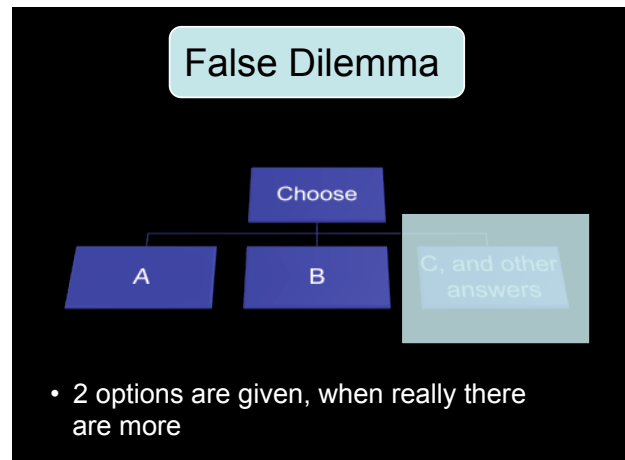 False Dilemma
Choose
A
B
C, and other
answers
• 2 options are given, when really there
are more